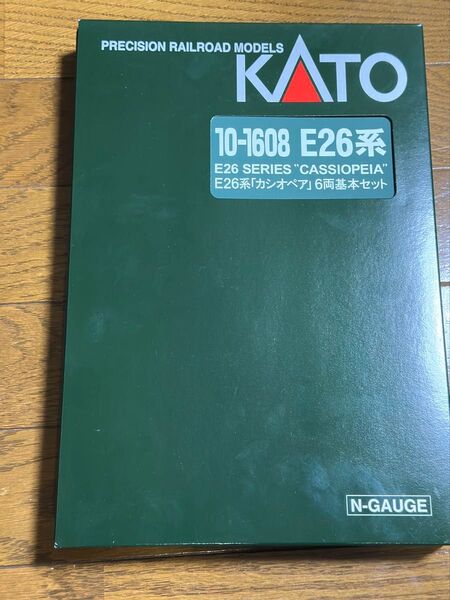 PRECISION RAILROAD MODELS
KATO
10-1608 E26系
E26 SERIES "CASSIOPEIA"
E26系「カシオペア」6両基本セット
N-GAUGE